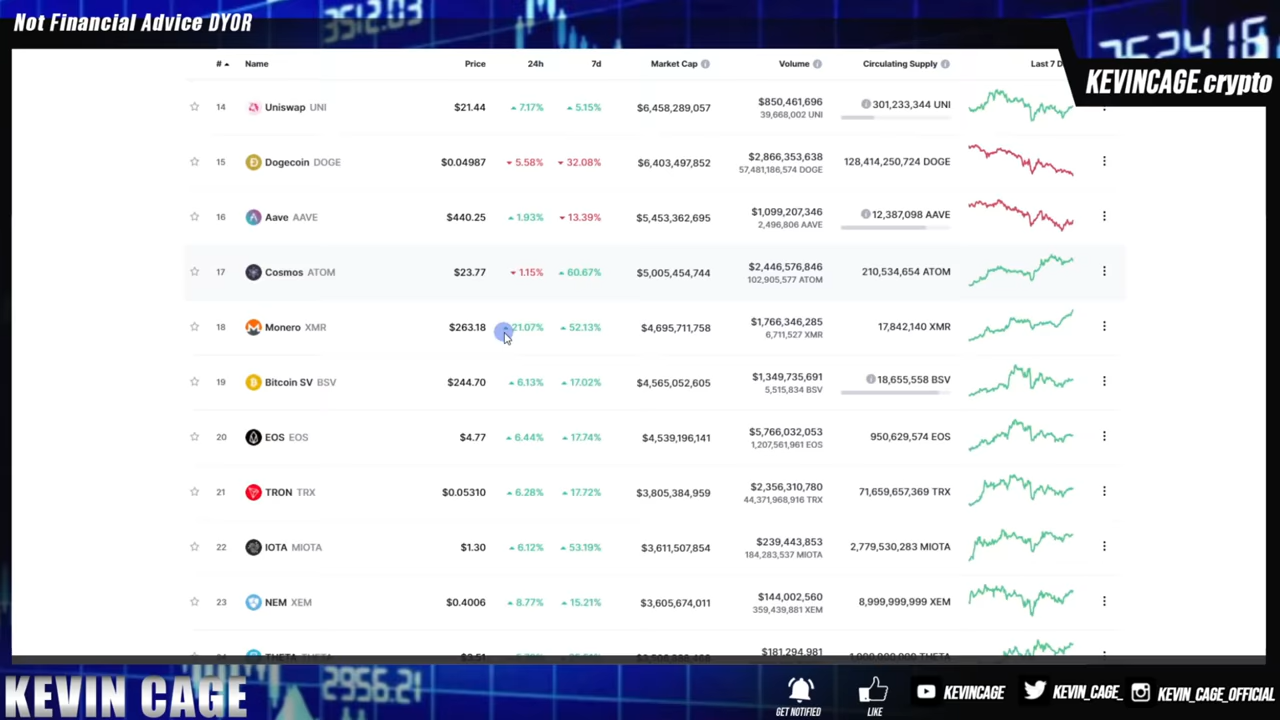 Not Financial Advice DYOR
3512.03
KEVINCAGE.crypto
# Name Price 24h 7d Market Cap Volume Circulating Supply Last 7 D
14 Uniswap UNI $21.44 7.17% 5.15% $6,458,289,057 $850,461,696 301,233,344 UNI
39,668,002 UNI
15 Dogecoin DOGE $0.04987 5.58% 32.08% $6,403,497,852 $2,866,353,638 128,414,250,724 DOGE
57,481,186,574 DOGE
16 Aave AAVE $440.25 1.93% 13.39% $5,453,362,695 $1,099,207,346 12,387,098 AAVE
2,496,806 AAVE
17 Cosmos ATOM $23.77 1.15% 60.67% $5,005,454,744 $2,446,576,846 210,534,654 ATOM
102,905,577 ATOM
18 Monero XMR $263.18 21.07% 52.13% $4,695,711,758 $1,766,346,285 17,842,140 XMR
6,711,527 XMR
19 Bitcoin SV BSV $244.70 6.13% 17.02% $4,565,052,605 $1,349,735,691 18,655,558 BSV
5,515,834 BSV
20 EOS EOS $4.77 6.44% 17.74% $4,539,196,141 $5,766,032,053 950,629,574 EOS
1,207,561,961 EOS
21 TRON TRX $0.05310 6.28% 17.72% $3,805,384,959 $2,356,310,780 71,659,657,369 TRX
44,371,968,916 TRX
22 IOTA MIOTA $1.30 6.12% 53.19% $3,611,507,854 $239,443,853 2,779,530,283 MIOTA
184,283,537 MIOTA
23 NEM XEM $0.4006 8.77% 15.21% $3,605,674,011 $144,002,560 8,999,999,999 XEM
359,439,881 XEM
THETA THETA $181,294,981
KEVIN CAGE
2956.21
GET NOTIFIED
LIKE
KEVINCAGE
KEVIN_CAGE_
KEVIN_CAGE_OFFICIAL